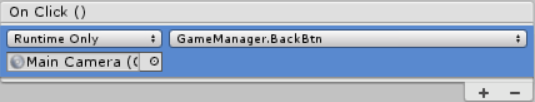 On Click ()
Runtime Only GameManager.BackBtn
Main Camera (
+ -